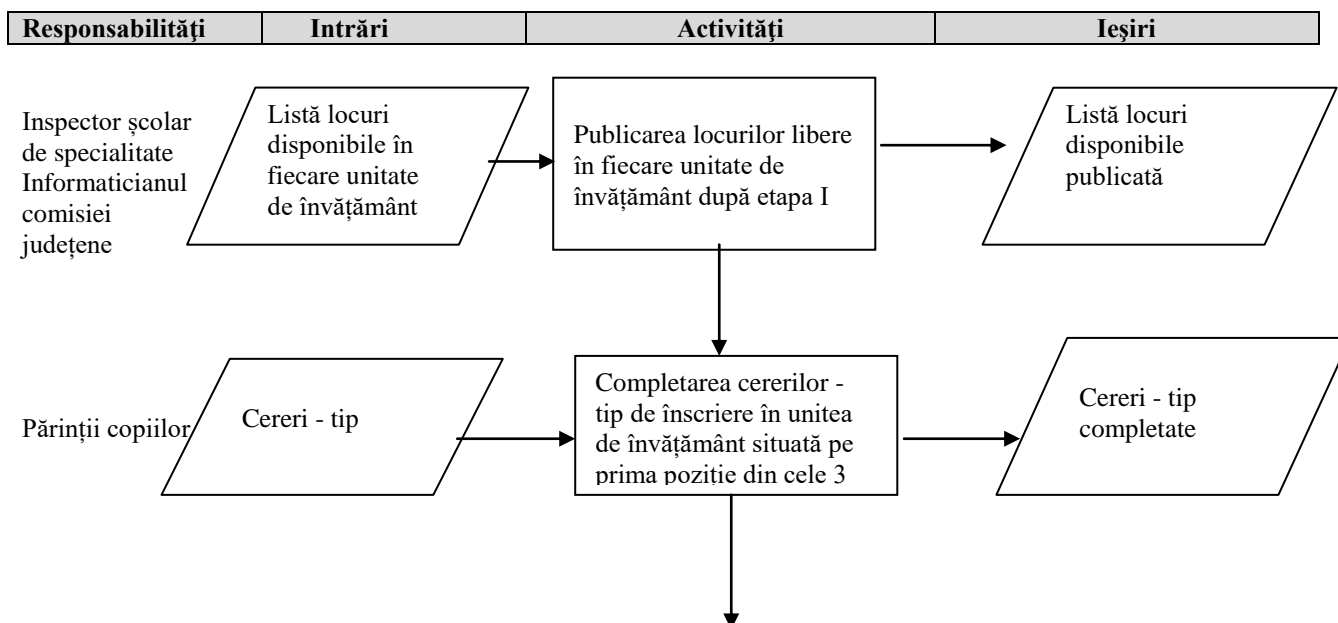 Responsabilităţi Intrări Activităţi Ieşiri
Inspector școlar
de specialitate
Informaticianul
comisiei
județene
Listă locuri
disponibile în
fiecare unitate
de învățământ
Publicarea locurilor libere
în fiecare unitate de
învățământ după etapa I
Listă locuri
disponibile
publicată
Părinții copiilor
Cereri - tip
Completarea cererilor -
tip de înscriere în unitea
de învățământ situată pe
prima poziție din cele 3
Cereri - tip
completate